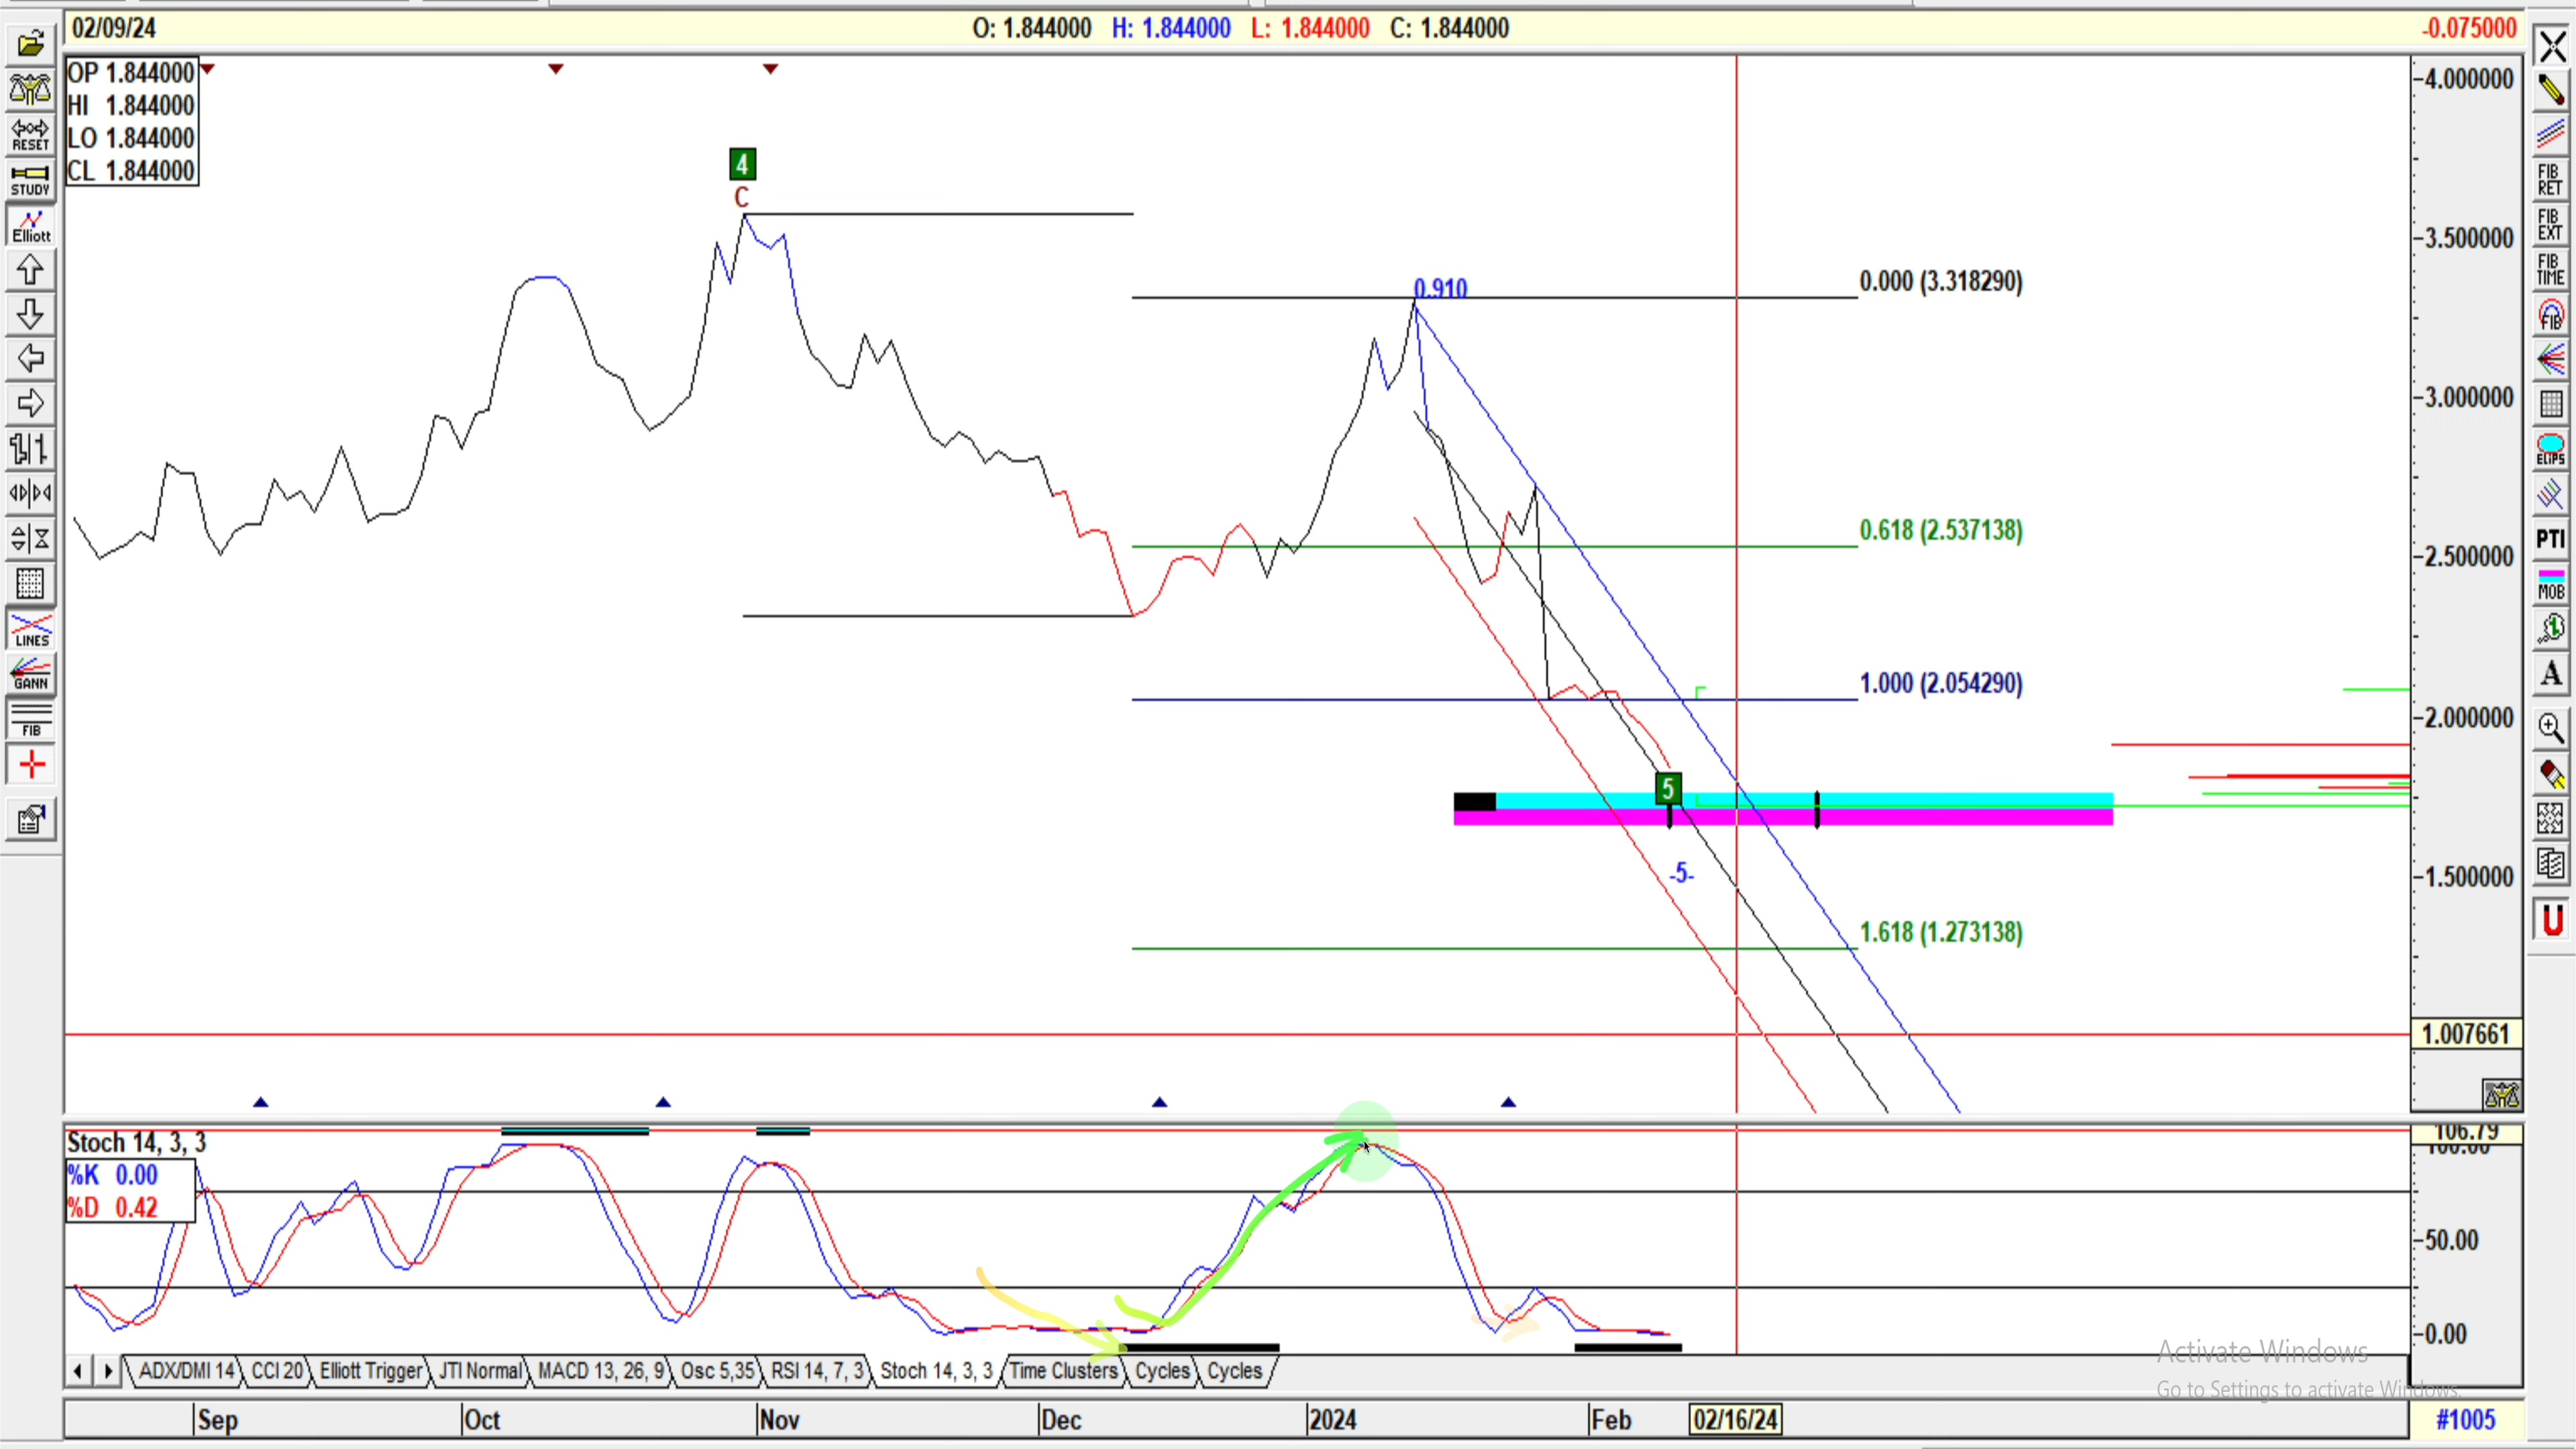 02/09/24 O: 1.844000 H: 1.844000 L: 1.844000 C: 1.844000 -0.075000
OP 1.844000
HI 1.844000
LO 1.844000
CL 1.844000
RESET
STUDY
Elliott
LINES
GANN
FIB
4
C
0.910
0.000 (3.318290)
0.618 (2.537138)
1.000 (2.054290)
5
-5-
1.618 (1.273138)
4.000000
3.500000
3.000000
2.500000
2.000000
1.500000
1.007661
FIB
RET
FIB
EXT
FIB
TIME
FIB
ELIPS
PTI
MOB
A
Stoch 14, 3, 3
%K 0.00
%D 0.42
106.79
100.00
50.00
0.00
ADX/DMI 14 CCI 20 Elliott Trigger JTI Normal MACD 13, 26, 9 Osc 5,35 RSI 14, 7, 3 Stoch 14, 3, 3 Time Clusters Cycles Cycles
Activate Windows
Go to Settings to activate Windows.
Sep Oct Nov Dec 2024 Feb 02/16/24 #1005